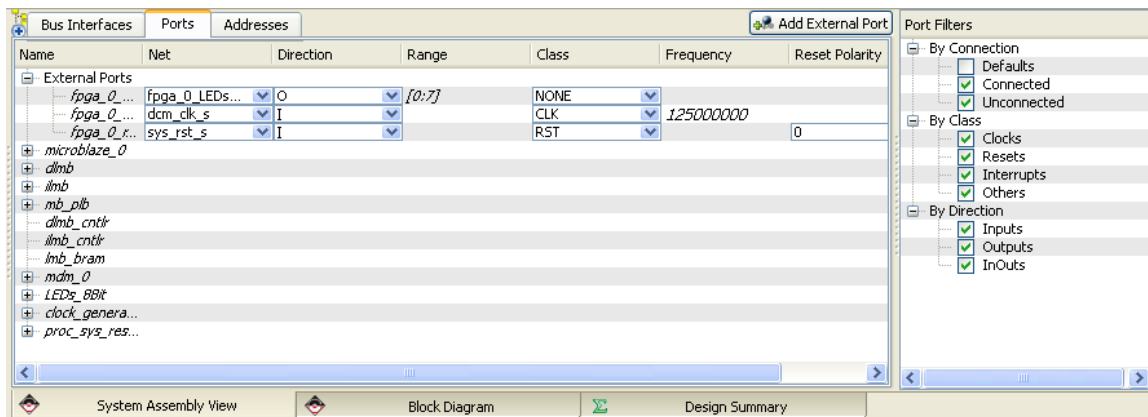 Bus Interfaces Ports Addresses Add External Port Port Filters
Name Net Direction Range Class Frequency Reset Polarity
External Ports
fpga_0_... fpga_0_LEDs... O [0:7] NONE
fpga_0_... dcm_clk_s I CLK 125000000
fpga_0_r... sys_rst_s I RST 0
microblaze_0
dlmb
ilmb
mb_plb
dlmb_cntlr
ilmb_cntlr
lmb_bram
mdm_0
LEDs_8Bit
clock_genera...
proc_sys_res...
By Connection
Defaults
Connected
Unconnected
By Class
Clocks
Resets
Interrupts
Others
By Direction
Inputs
Outputs
InOuts
System Assembly View Block Diagram Σ Design Summary